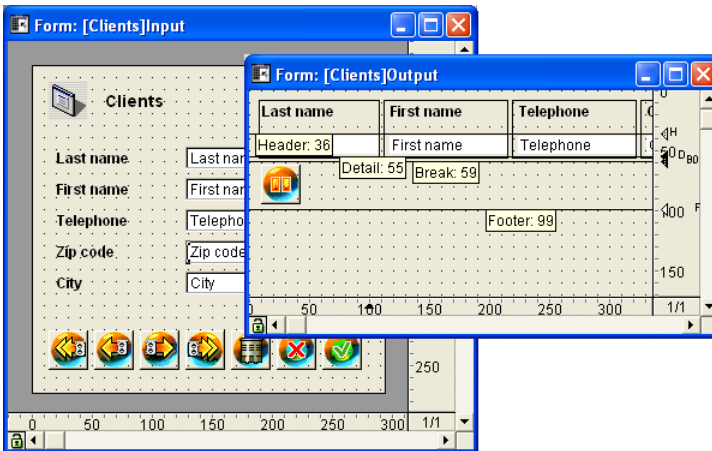 Form: [Clients]Input
Clients
Last name Last nar
First name First nar
Telephone Telepho
Zip code Zip code
City City
250
0 50 100 150 200 250 300 1/1
Form: [Clients]Output
Last name First name Telephone
Header: 36 First name Telephone
Detail: 55 Break: 59
Footer: 99
H
50 D B0
100 F
150
50 100 150 200 250 300 1/1